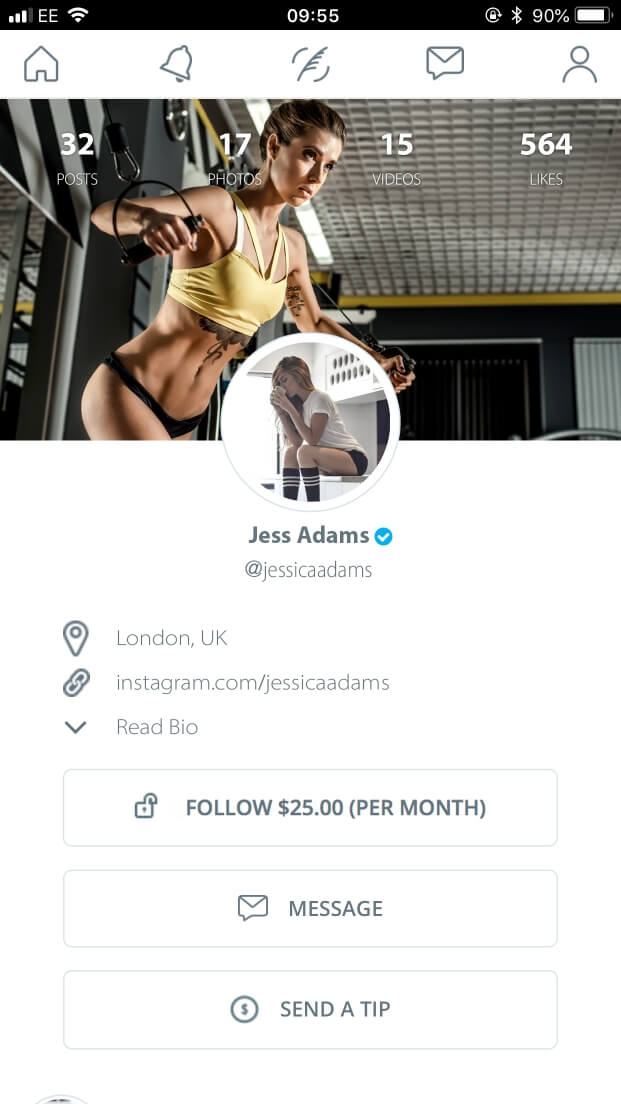 EE 09:55 90%
32 17 15 564
POSTS PHOTOS VIDEOS LIKES
Jess Adams
@jessicaadams
London, UK
instagram.com/jessicaadams
Read Bio
FOLLOW $25.00 (PER MONTH)
MESSAGE
$ SEND A TIP